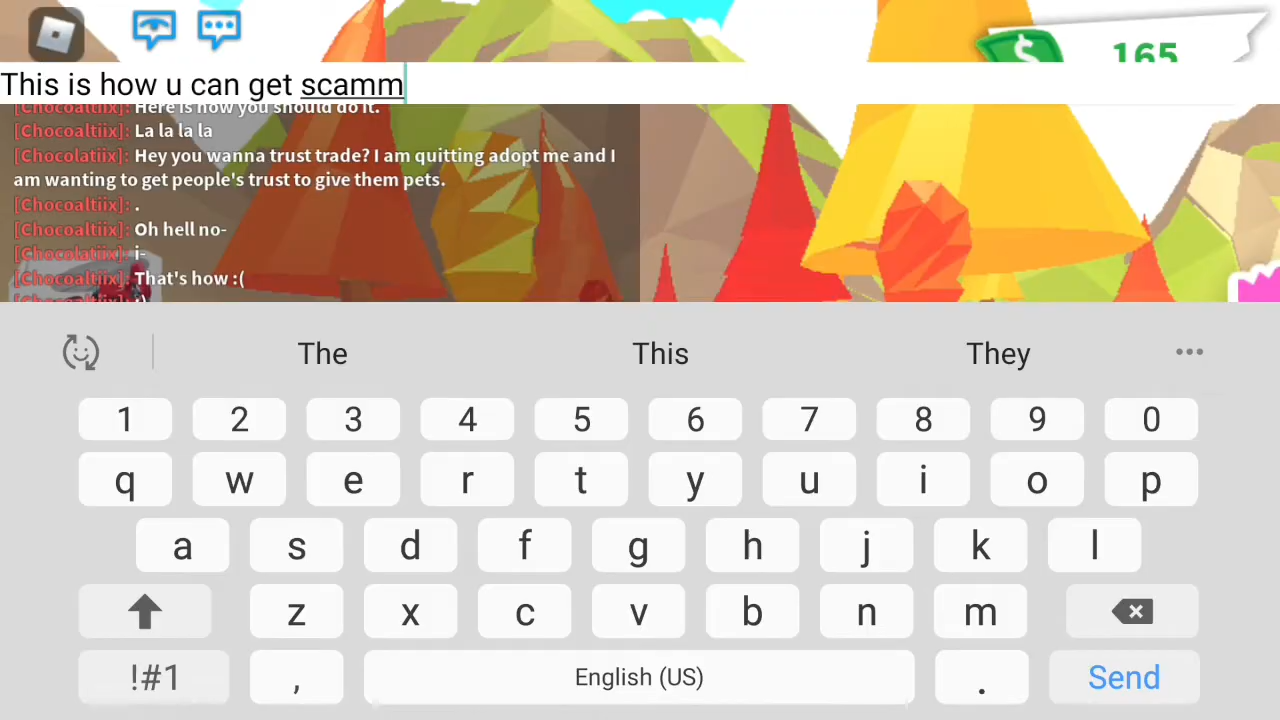 165
This is how u can get scamm
[Chocoaltiix]: Here is how you should do it.
[Chocoaltiix]: La la la la
[Chocolatiix]: Hey you wanna trust trade? I am quitting adopt me and I
am wanting to get people's trust to give them pets.
[Chocoaltiix]: .
[Chocoaltiix]: Oh hell no-
[Chocolatiix]: i-
[Chocoaltiix]: That's how :(
The This They
1 2 3 4 5 6 7 8 9 0
q w e r t y u i o p
a s d f g h j k l
z x c v b n m
!#1 , English (US) . Send